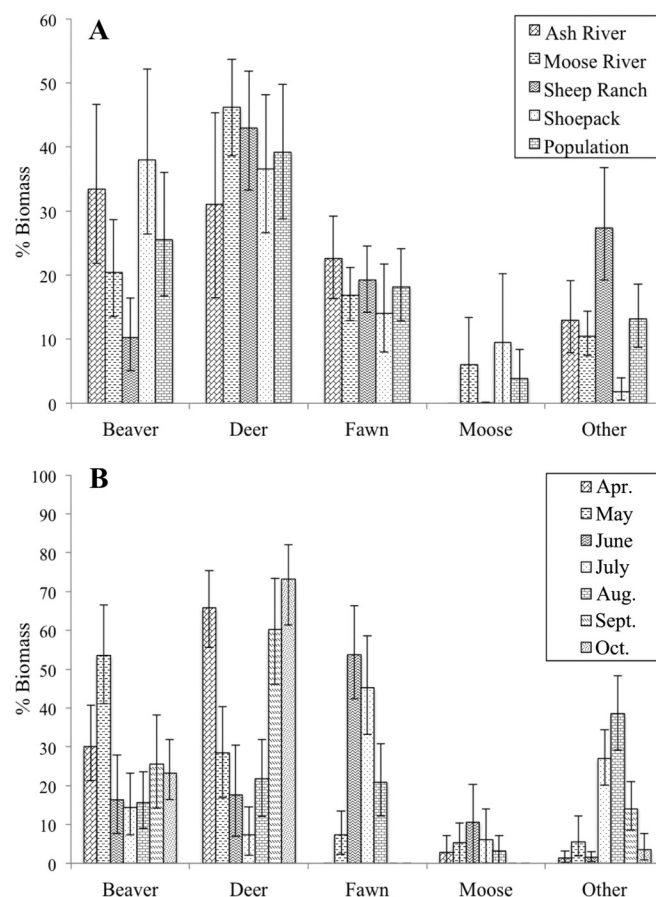 A
% Biomass
60
50
40
30
20
10
0
Ash River
Moose River
Sheep Ranch
Shoepack
Population
Beaver Deer Fawn Moose Other
B
% Biomass
100
90
80
70
60
50
40
30
20
10
0
Apr.
May
June
July
Aug.
Sept.
Oct.
Beaver Deer Fawn Moose Other